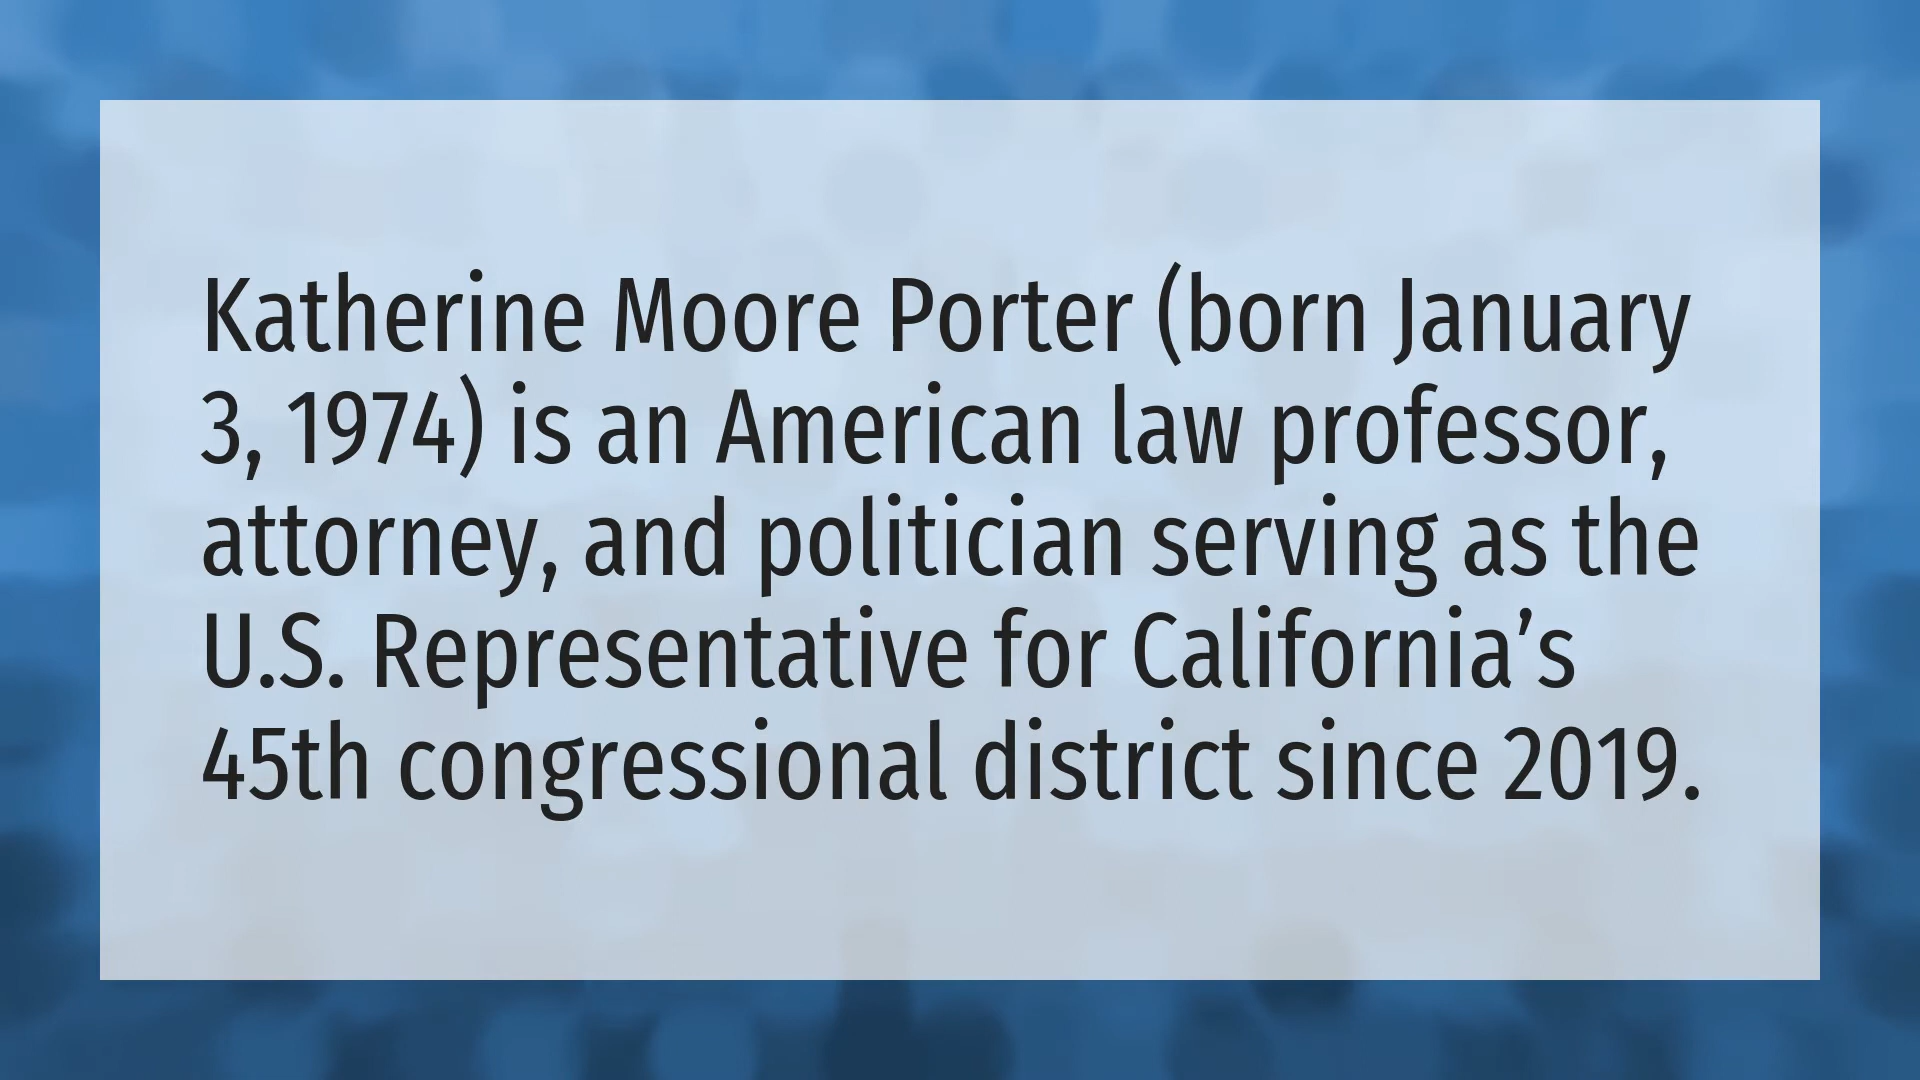 Katherine Moore Porter (born January
3, 1974) is an American law professor,
attorney, and politician serving as the
U.S. Representative for California’s
45th congressional district since 2019.